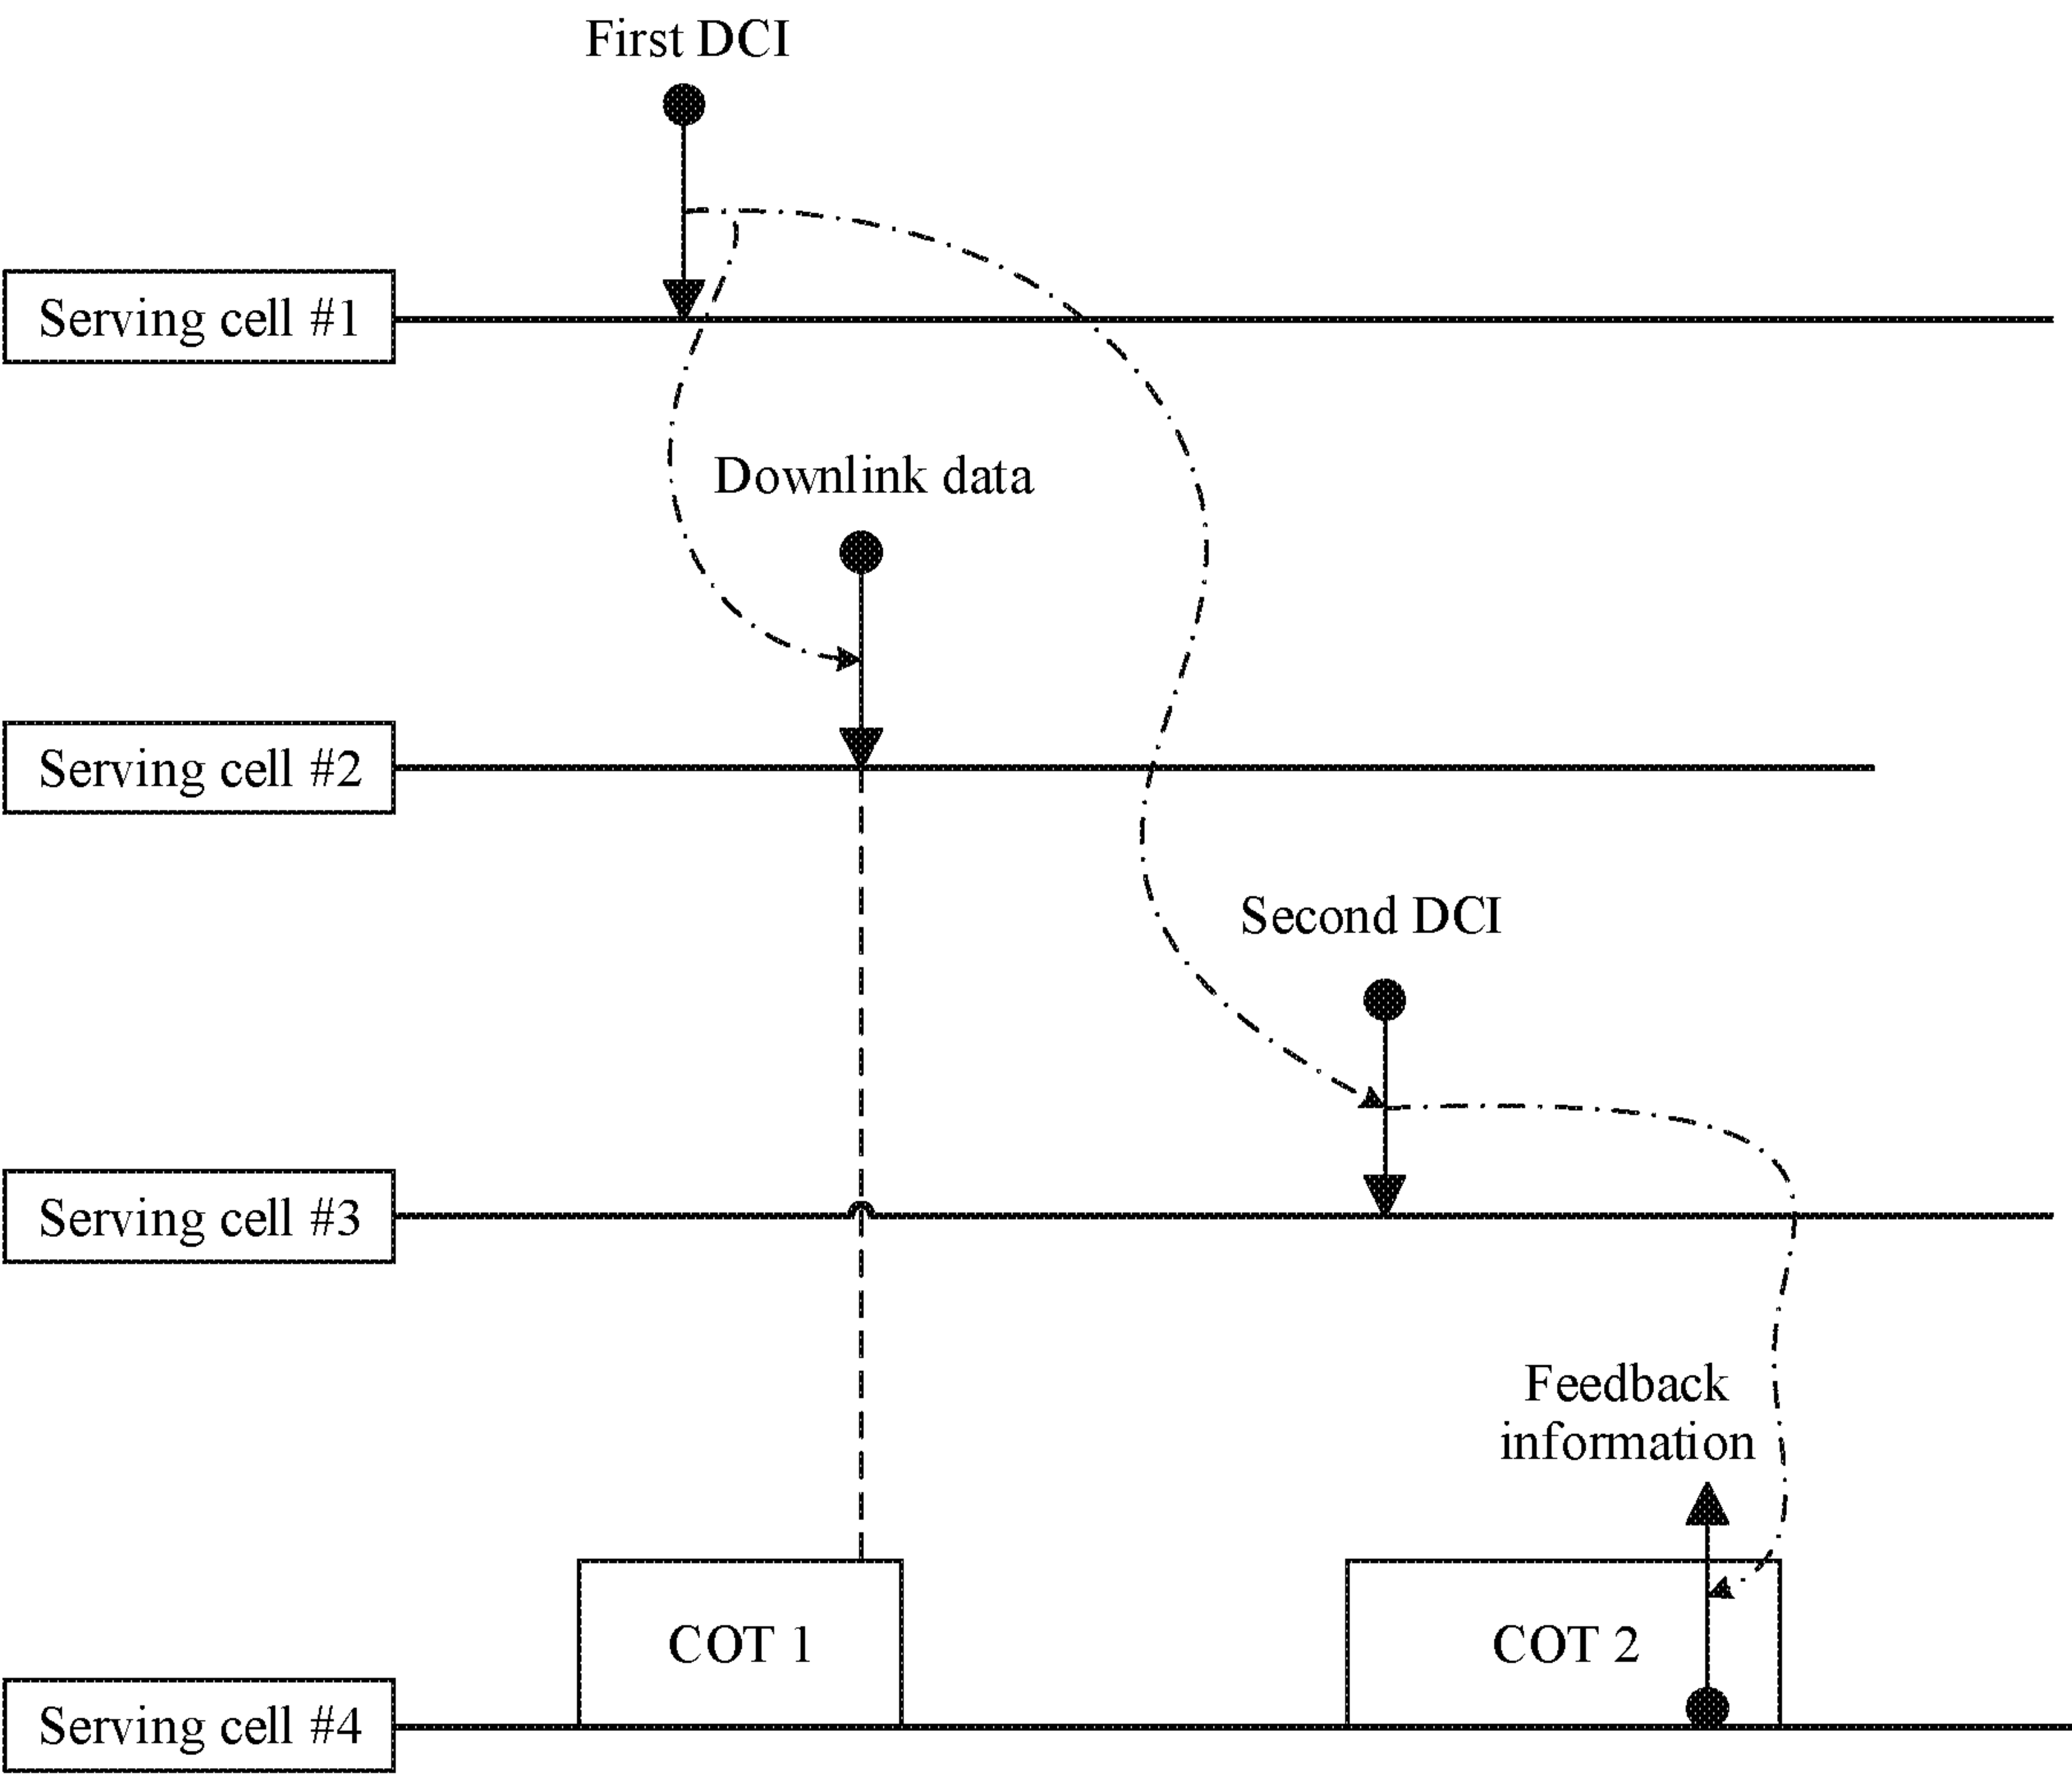 First DCI
Serving cell #1
Downlink data
Serving cell #2
Second DCI
Serving cell #3
Feedback
information
COT 1
COT 2
Serving cell #4